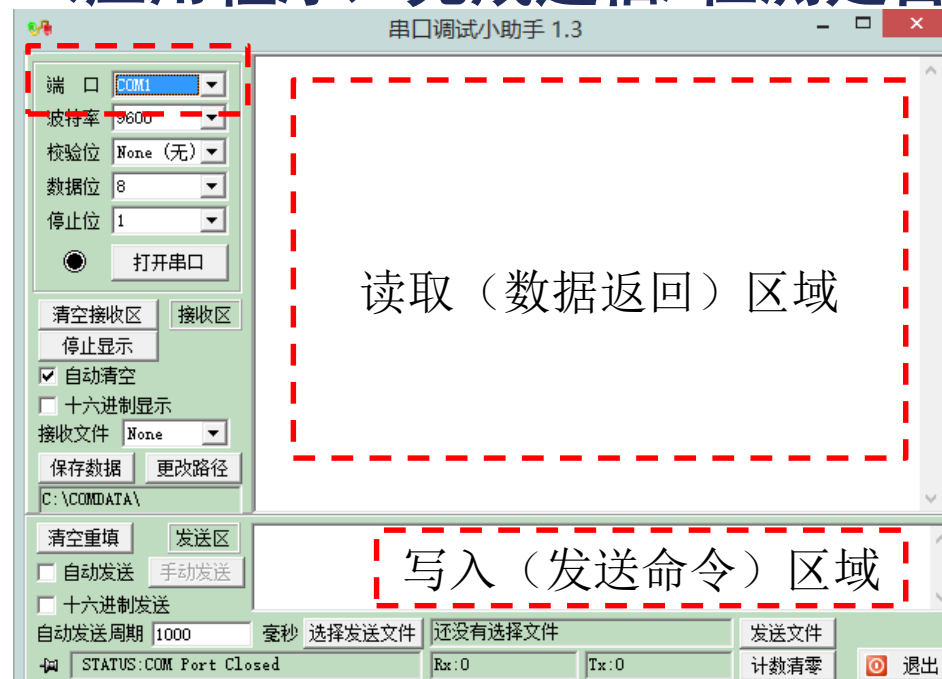 串口调试小助手 1.3
端 口 COM1
波特率 9600
校验位 None (无)
数据位 8
停止位 1
打开串口
读取（数据返回）区域
清空接收区 接收区
停止显示
自动清空
十六进制显示
接收文件 None
保存数据 更改路径
C:\COMDATA\
清空重填 发送区
自动发送 手动发送
写入（发送命令）区域
十六进制发送
自动发送周期 1000 毫秒 选择发送文件 还没有选择文件 发送文件
STATUS:COM Port Closed Rx:0 Tx:0 计数清零 退出